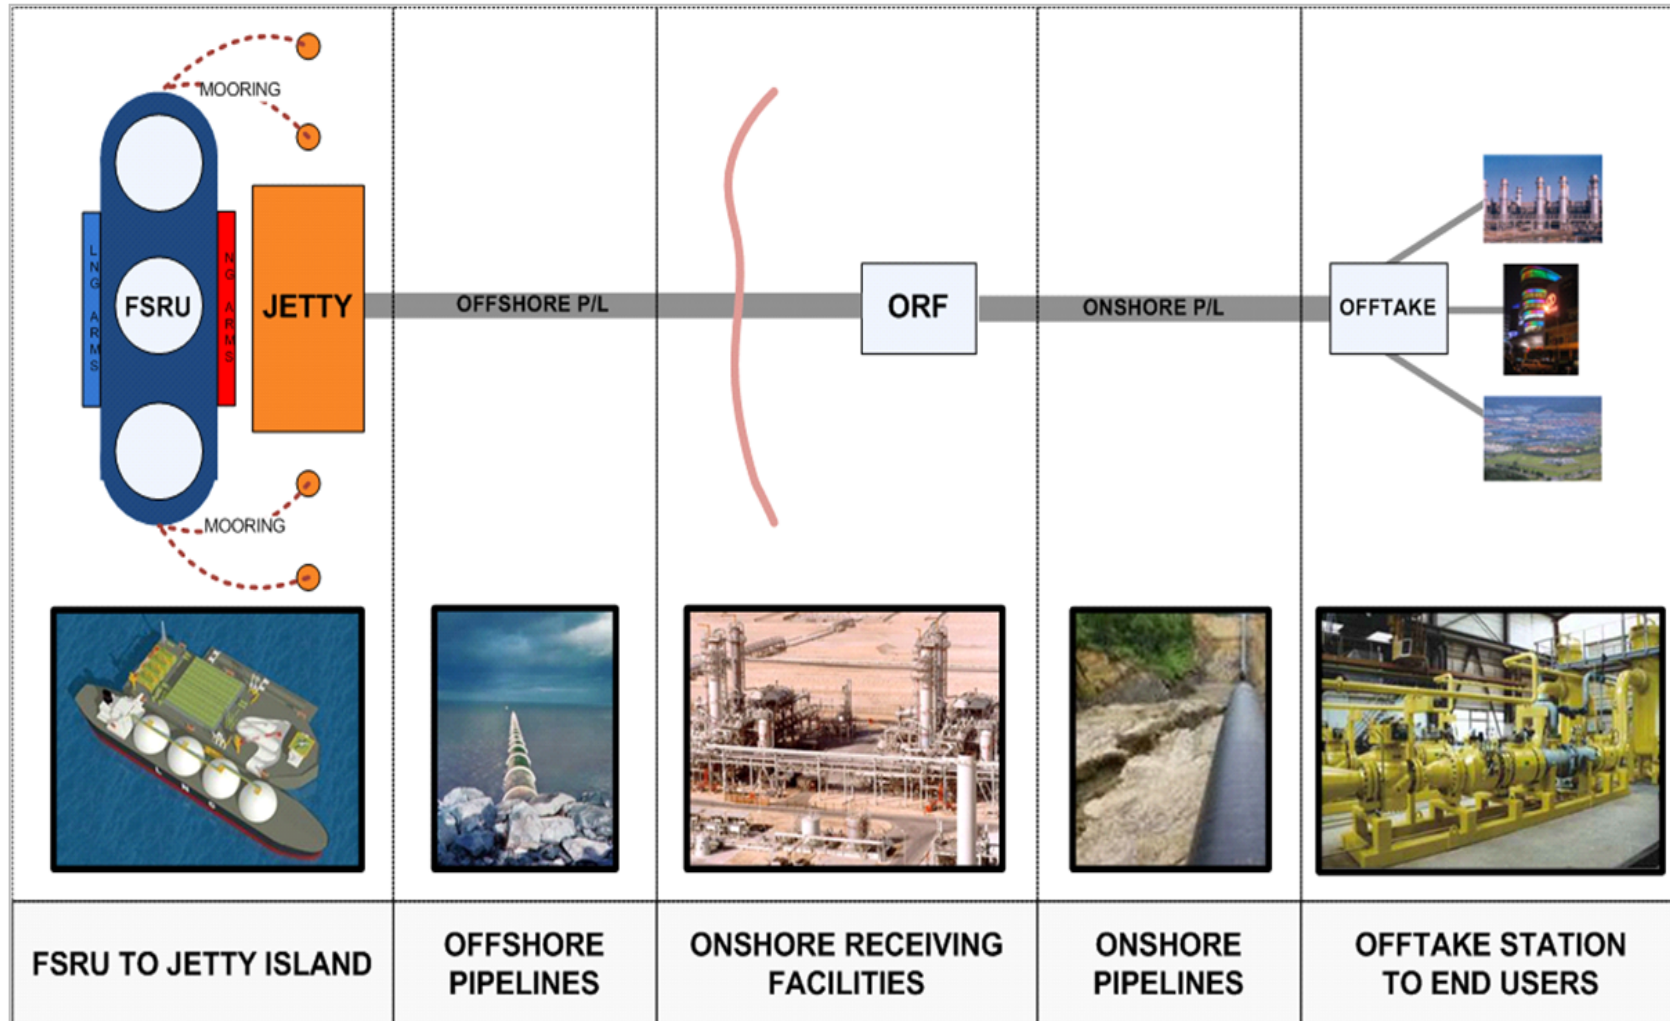 MOORING
LNG ARMS
FSRU
NG ARMS
JETTY
OFFSHORE P/L
ORF
ONSHORE P/L
OFFTAKE
MOORING
L N G
FSRU TO JETTY ISLAND
OFFSHORE
PIPELINES
ONSHORE RECEIVING
FACILITIES
ONSHORE
PIPELINES
OFFTAKE STATION
TO END USERS